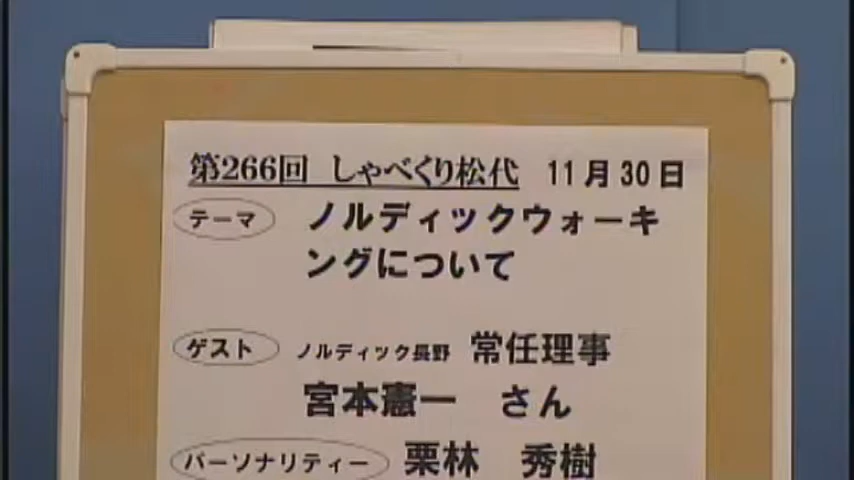 第266回 しゃべくり松代 11月30日
テーマ ノルディックウォーキ
ングについて
ゲスト ノルディック長野 常任理事
宮本憲一 さん
パーソナリティー 栗林 秀樹